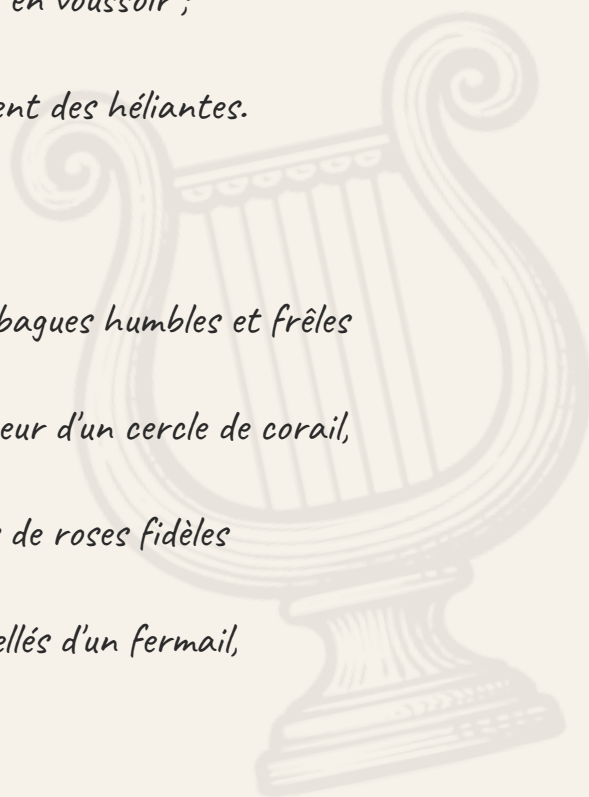 en voussoir ;
ent des héliantes.
bagues humbles et frêles
eur d'un cercle de corail,
de roses fidèles
ellés d'un fermail,